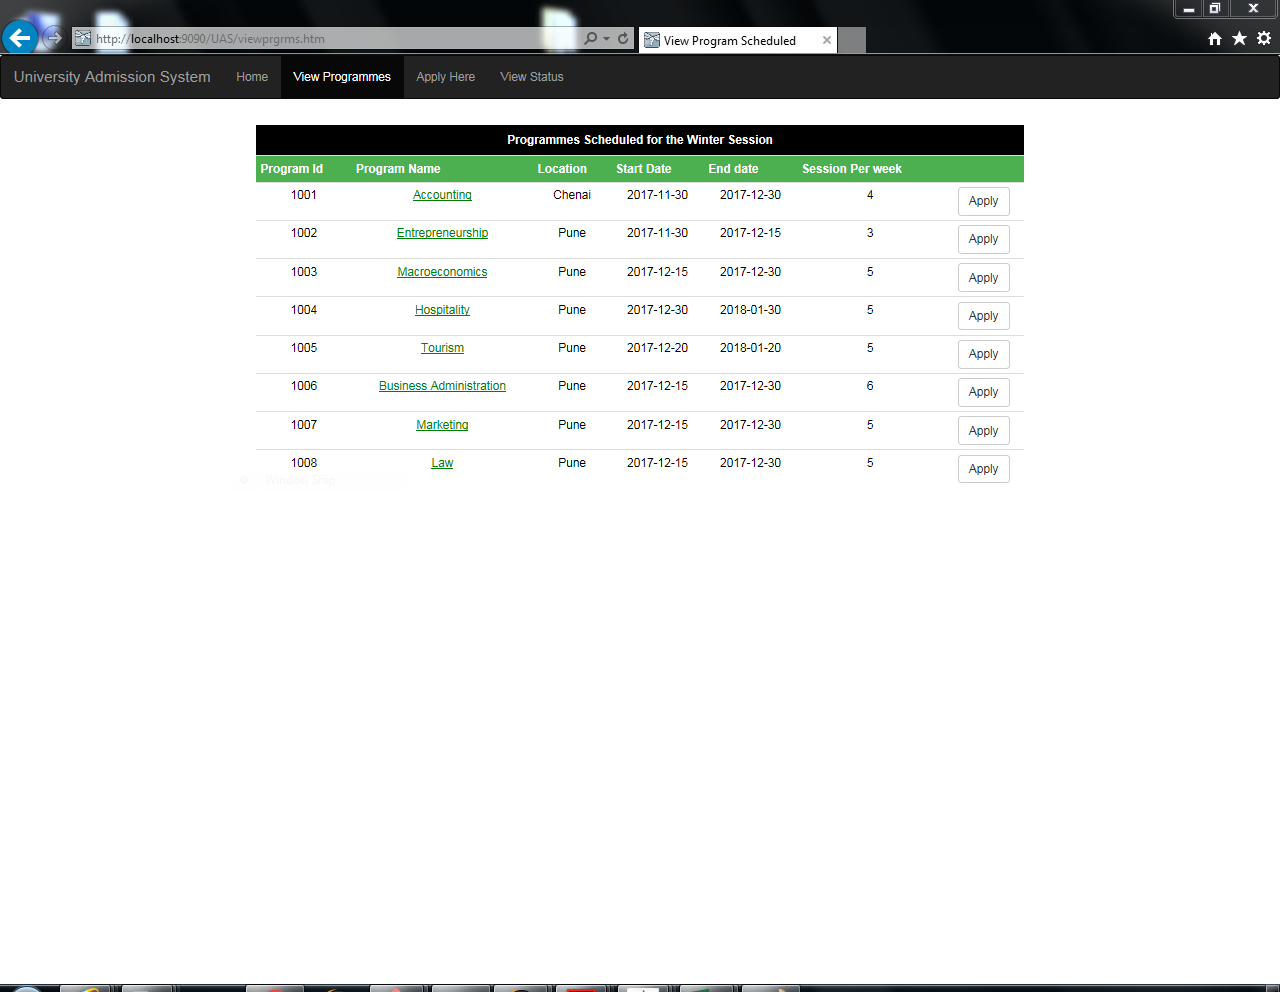 http://localhost:9090/UAS/viewprgrms.htm
View Program Scheduled
University Admission System Home View Programmes Apply Here View Status
Programmes Scheduled for the Winter Session
Program Id Program Name Location Start Date End date Session Per week
1001 Accounting Chenai 2017-11-30 2017-12-30 4 Apply
1002 Entrepreneurship Pune 2017-11-30 2017-12-15 3 Apply
1003 Macroeconomics Pune 2017-12-15 2017-12-30 5 Apply
1004 Hospitality Pune 2017-12-30 2018-01-30 5 Apply
1005 Tourism Pune 2017-12-20 2018-01-20 5 Apply
1006 Business Administration Pune 2017-12-15 2017-12-30 6 Apply
1007 Marketing Pune 2017-12-15 2017-12-30 5 Apply
1008 Law Pune 2017-12-15 2017-12-30 5 Apply